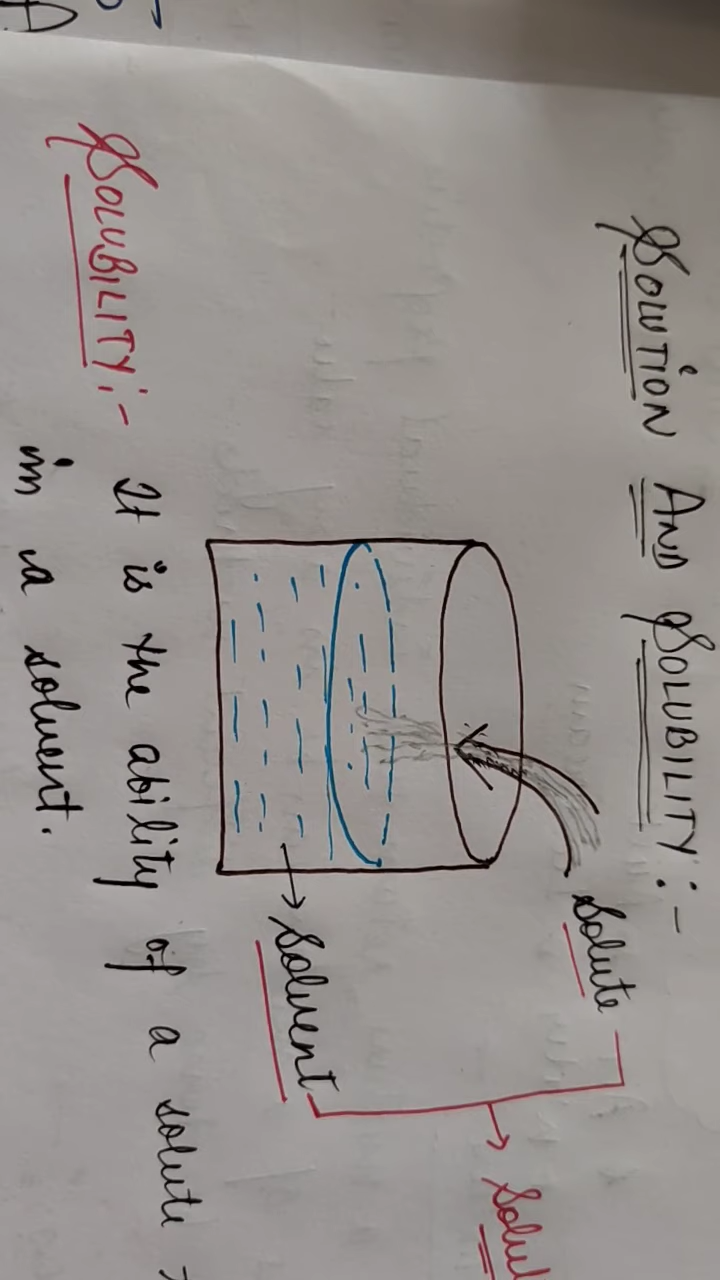 SOLUTION AND SOLUBILITY:-
Solute
Solvent
SOLUBILITY:- It is the ability of a solute
in a solvent.